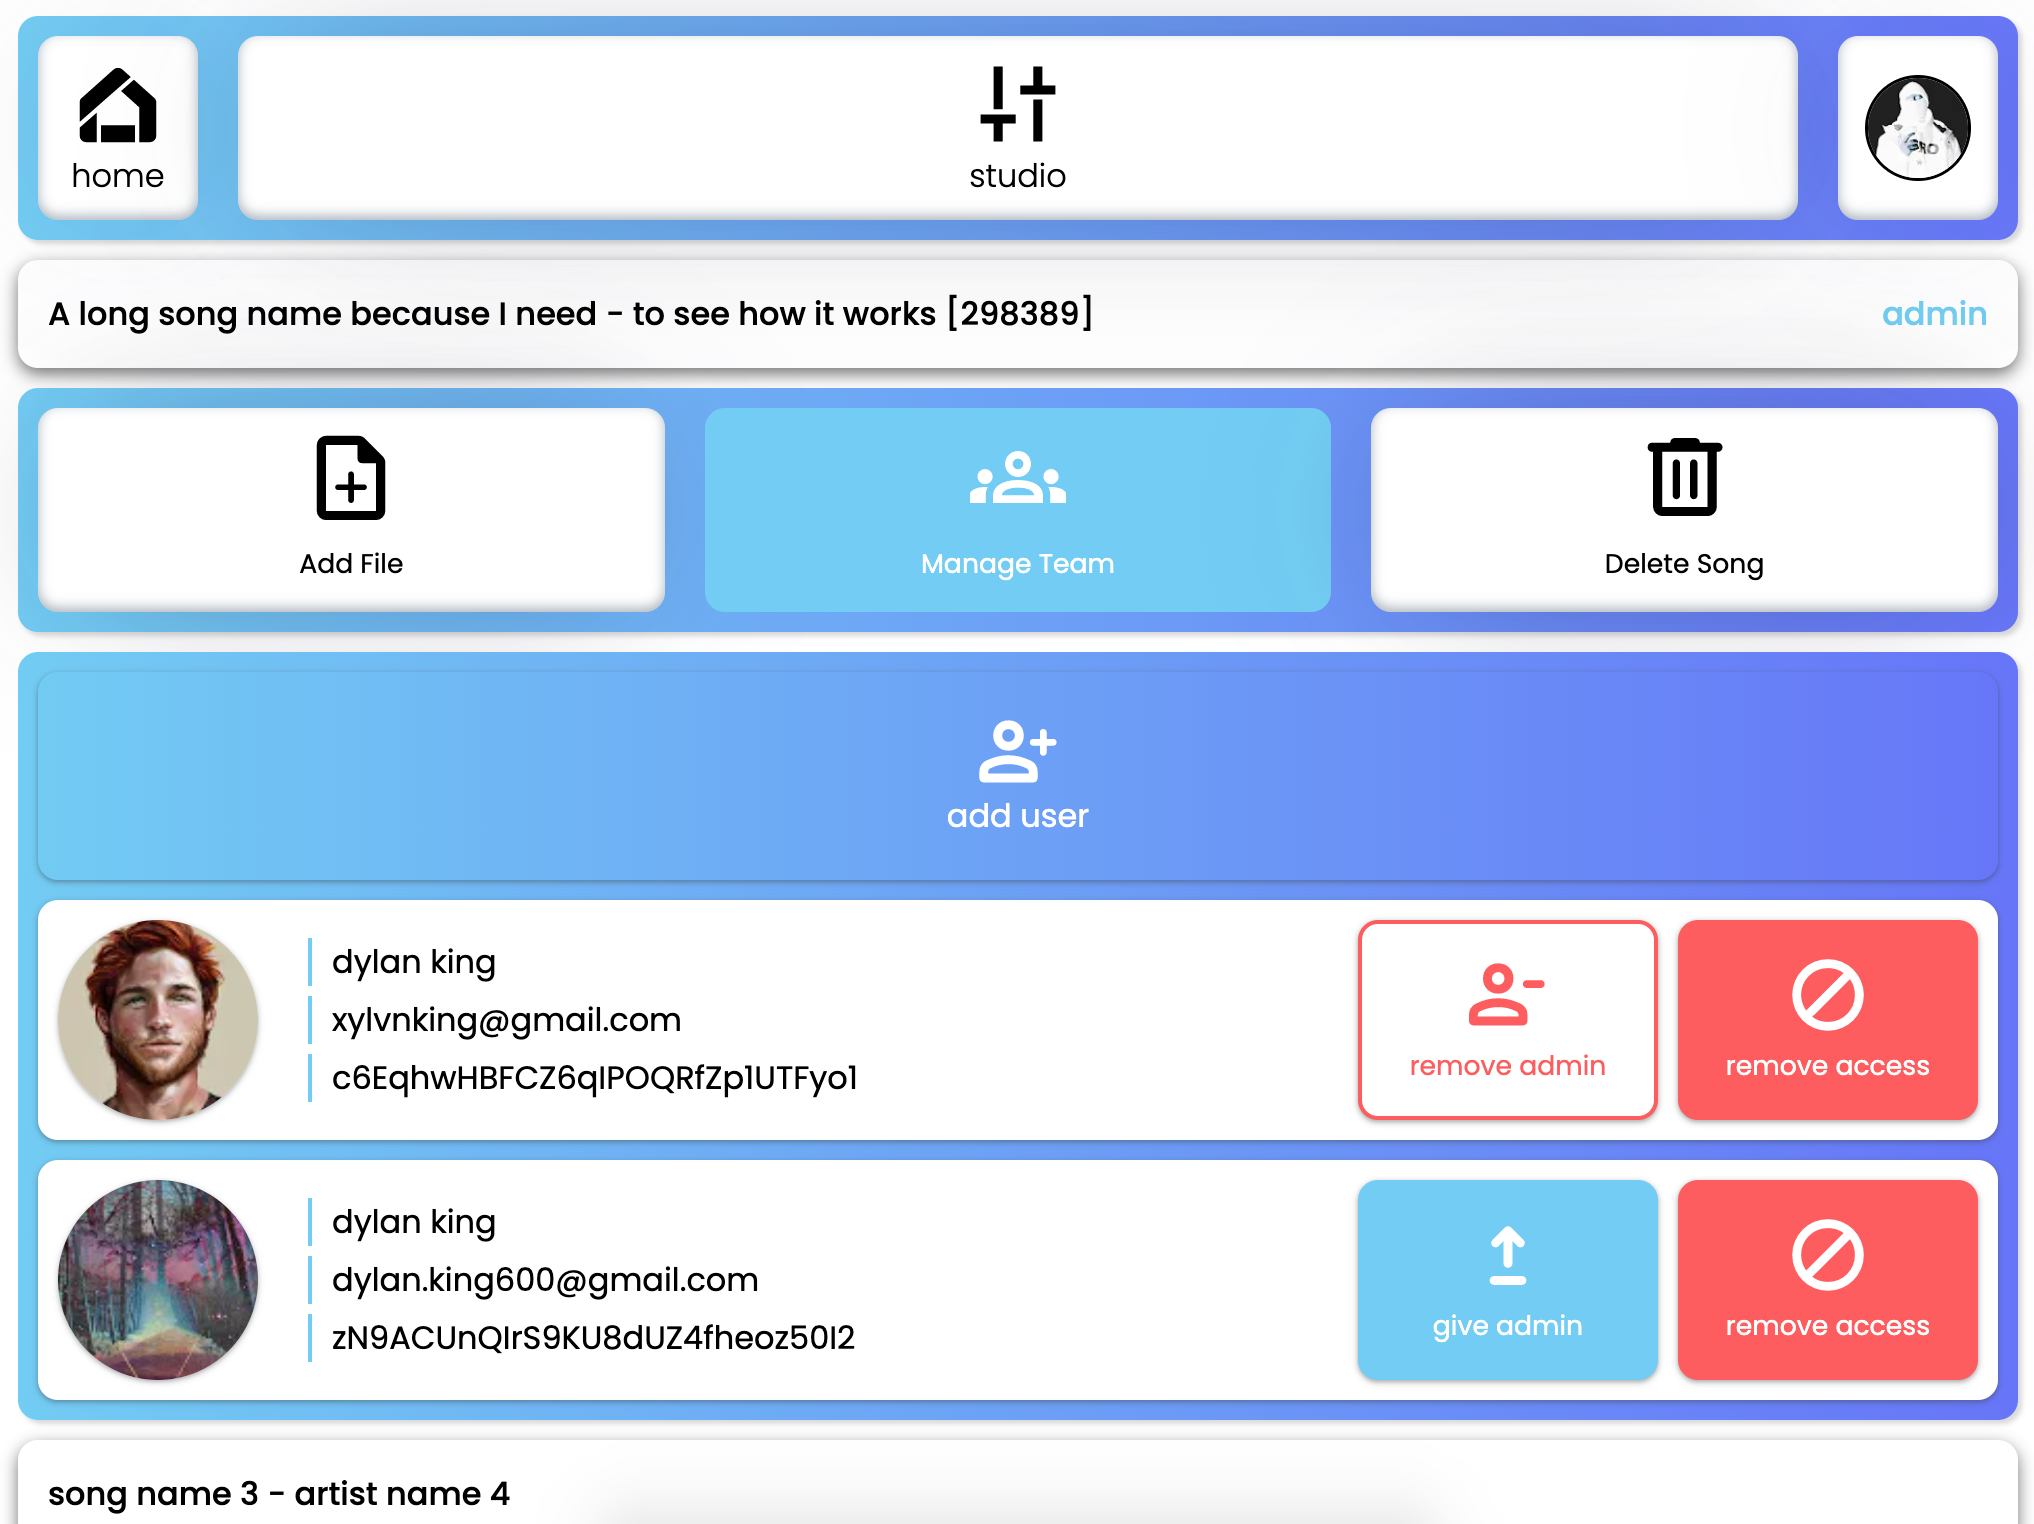 home
studio
A long song name because I need - to see how it works [298389]
admin
Add File
Manage Team
Delete Song
add user
dylan king
xylvnking@gmail.com
c6EqhwHBFCZ6qIPOQRfZp1UTFyo1
remove admin
remove access
dylan king
dylan.king600@gmail.com
zN9ACUnQIrS9KU8dUZ4fheoz50I2
give admin
remove access
song name 3 - artist name 4